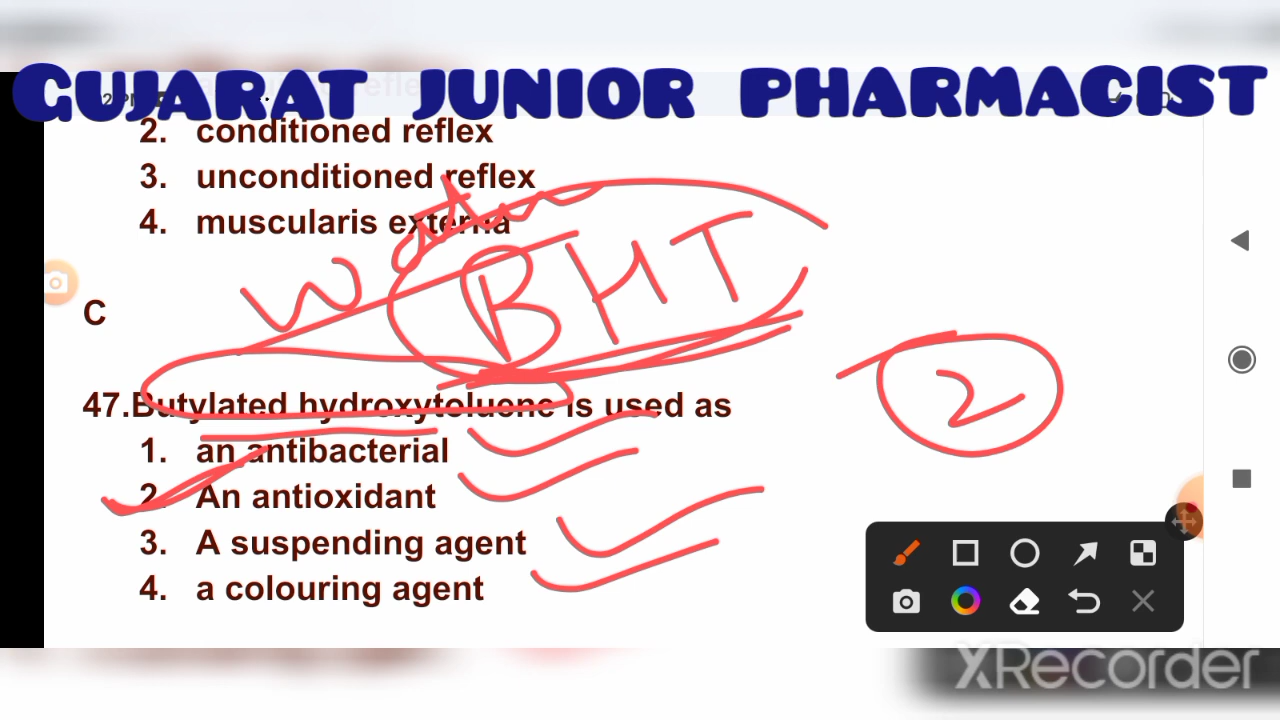 GUJARAT JUNIOR PHARMACIST
2. conditioned reflex
3. unconditioned reflex
4. muscularis externa
BHT
C
2
47.Butylated hydroxytoluene is used as
1. an antibacterial
2. An antioxidant
3. A suspending agent
4. a colouring agent
XRecorder